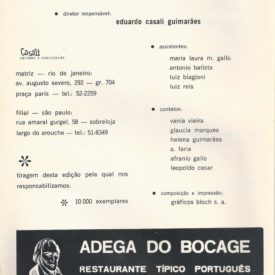 • diretor responsável:
eduardo casali guimarães
Casali
EDITORA E PUBLICIDADE
matriz — rio de janeiro:
av. augusto severo, 292 — gr. 704
praça paris — tel.: 52-2259
filial — são paulo:
rua amaral gurgel, 58 — sobreloja
largo do arouche — tel.: 51-8349
tiragem desta edição pela qual nos
responsabilizamos:
* 10 000 exemplares
• assistentes:
maria laura m. gallo
antonio batista
luiz biagioni
luiz reis
• contatos:
vania vieira
glaucia marques
helena guimarães
a. faria
afranio gallo
leopoldo cesar
• composição e impressão:
gráficos bloch s. a.
ADEGA DO BOCAGE
RESTAURANTE TÍPICO PORTUGUÊS